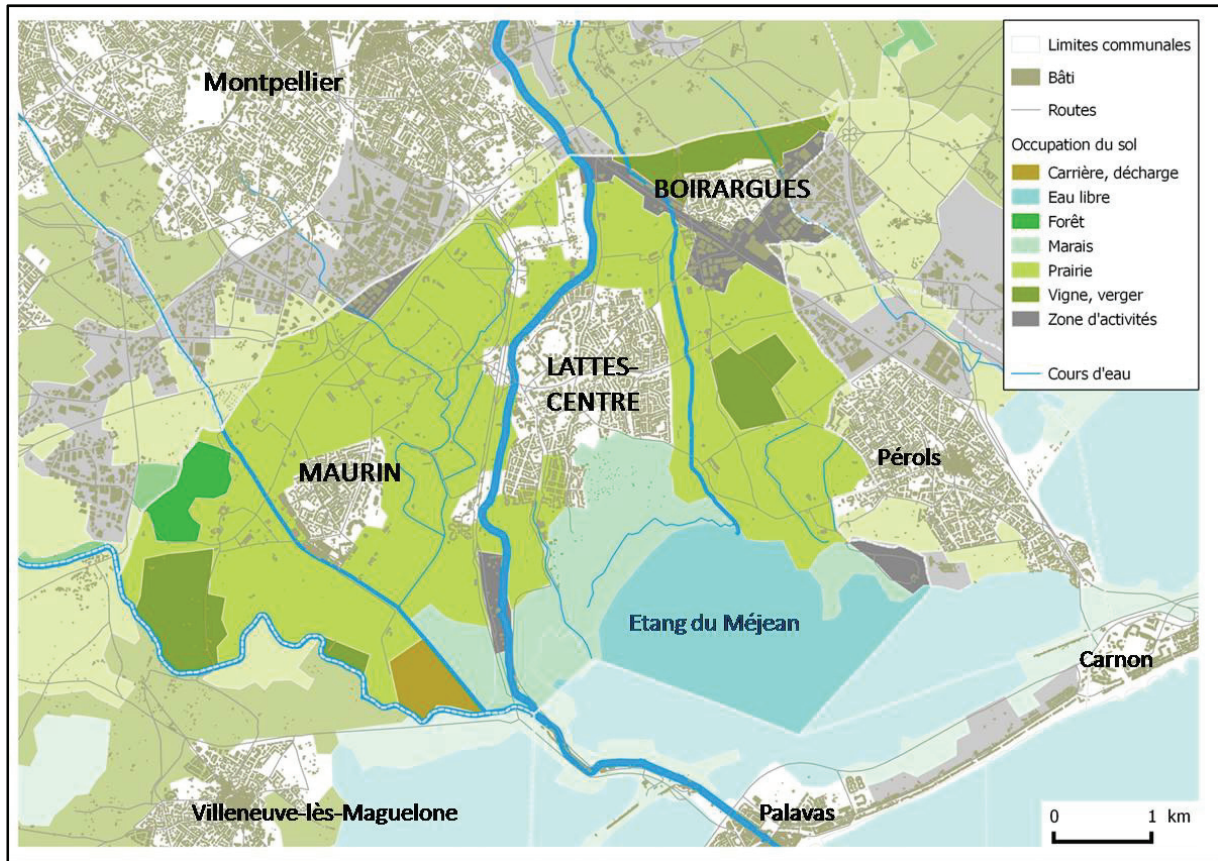 Montpellier
BOIRARGUES
LATTES-
CENTRE
MAURIN
Pérols
Etang du Méjean
Carnon
Villeneuve-lès-Maguelone
Palavas
Limites communales
Bâti
Routes
Occupation du sol
Carrière, décharge
Eau libre
Forêt
Marais
Prairie
Vigne, verger
Zone d'activités
Cours d'eau
0 1 km